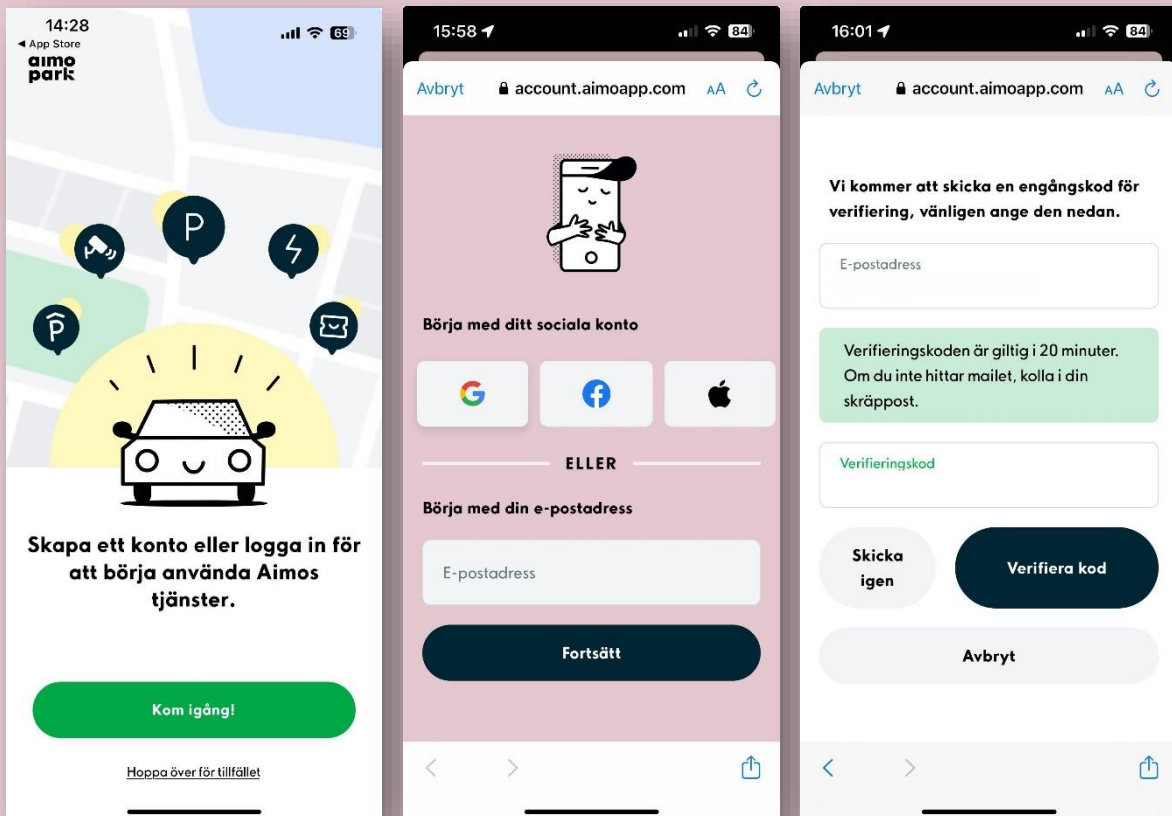 14:28
69
◀ App Store
aimo
park
P
P
Skapa ett konto eller logga in för
att börja använda Aimos
tjänster.
Kom igång!
Hoppa över för tillfället
15:58
84
Avbryt
account.aimoapp.com
AA
Börja med ditt sociala konto
ELLER
Börja med din e-postadress
E-postadress
Fortsätt
16:01
84
Avbryt
account.aimoapp.com
AA
Vi kommer att skicka en engångskod för
verifiering, vänligen ange den nedan.
E-postadress
Verifieringskoden är giltig i 20 minuter.
Om du inte hittar mailet, kolla i din
skräppost.
Verifieringskod
Skicka
igen
Verifiera kod
Avbryt